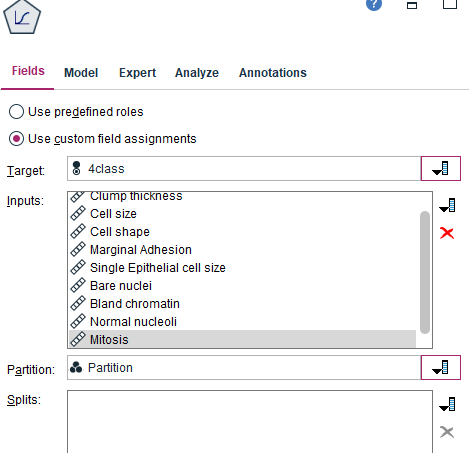 ?
Fields Model Expert Analyze Annotations
Use predefined roles
Use custom field assignments
Target: 4class
Inputs:
Clump thickness
Cell size
Cell shape
Marginal Adhesion
Single Epithelial cell size
Bare nuclei
Bland chromatin
Normal nucleoli
Mitosis
Partition: Partition
Splits: